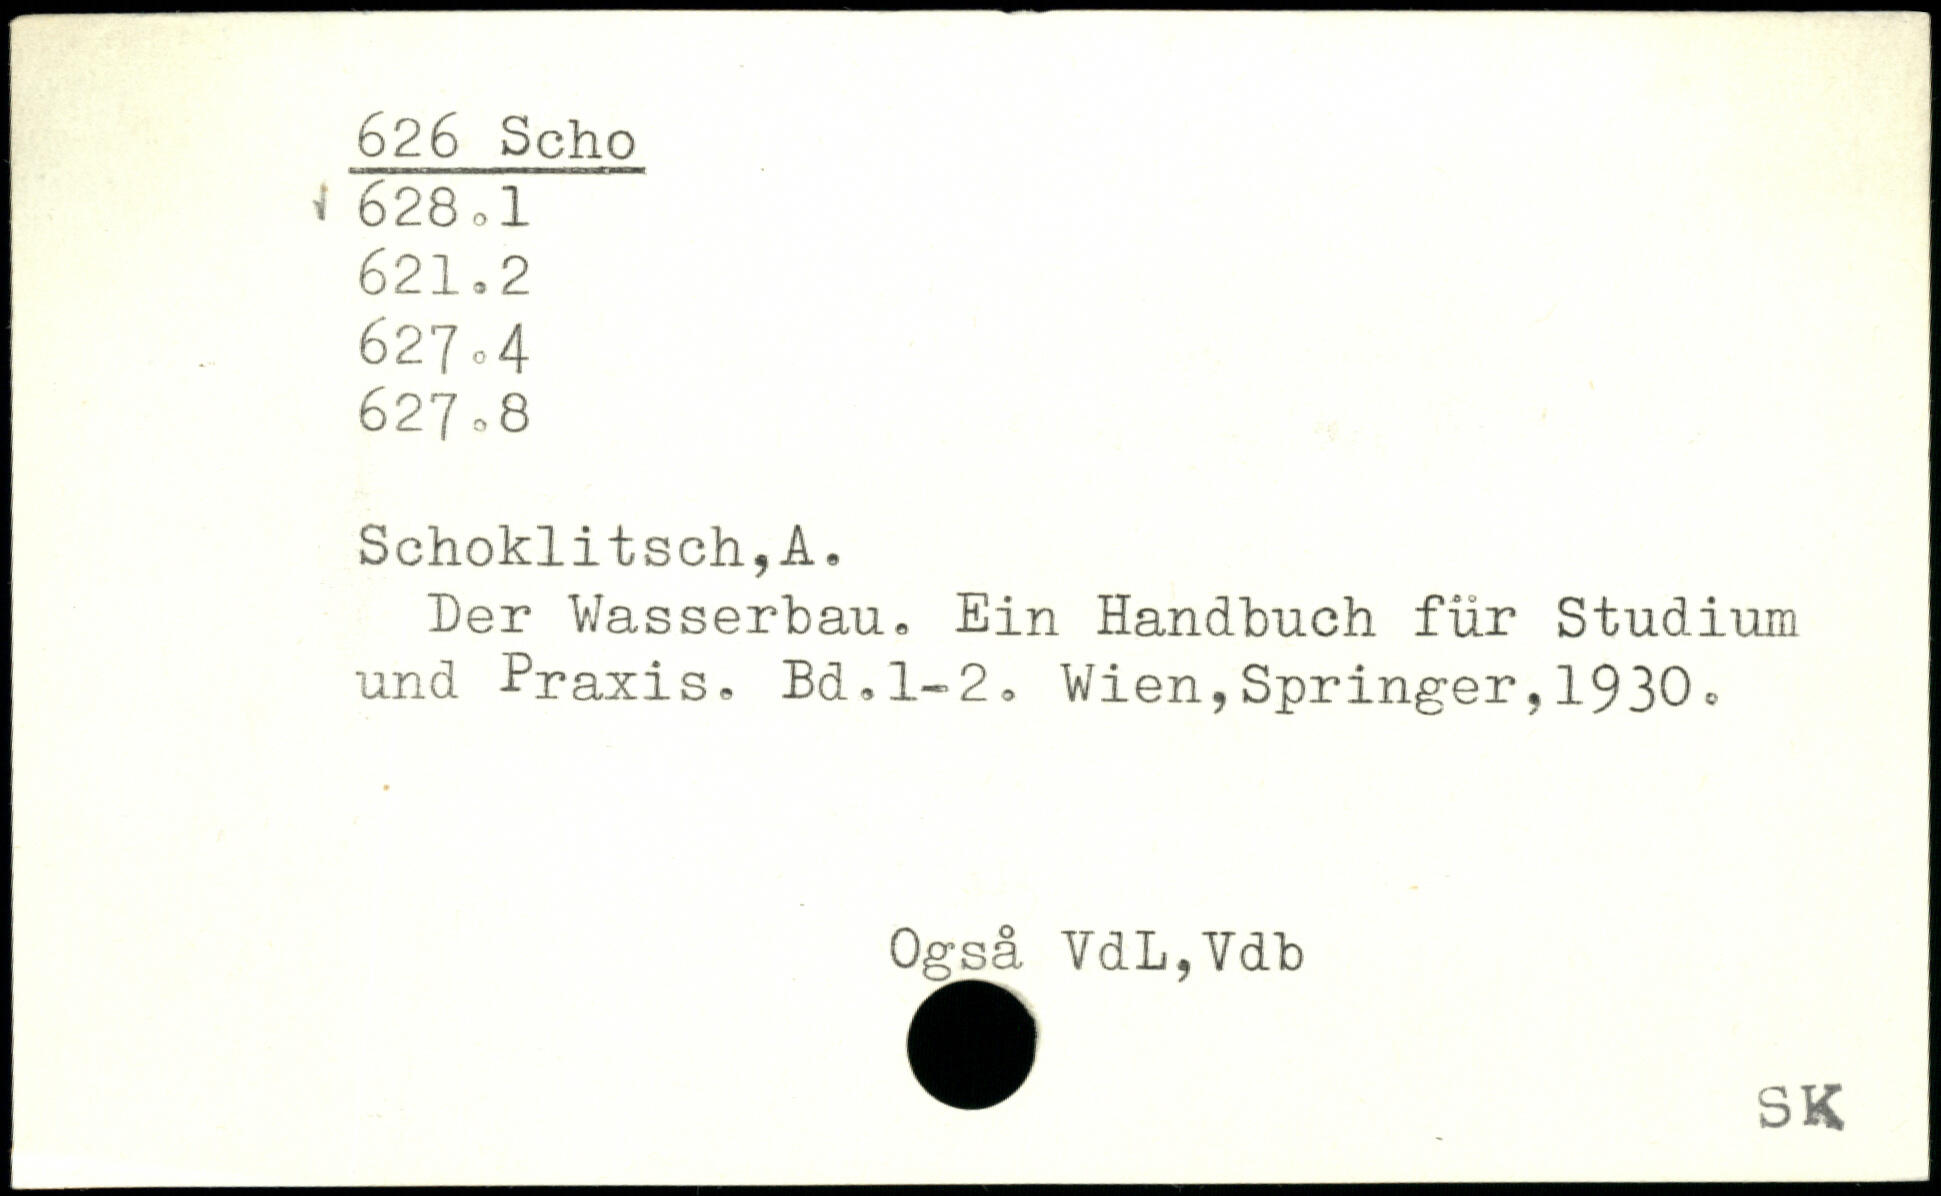 626 Scho
628.1
621.2
627.4
627.8
Schoklitsch,A.
Der Wasserbau. Ein Handbuch für Studium
und Praxis. Bd.1-2. Wien,Springer,1930.
Også VdL,Vdb
SK